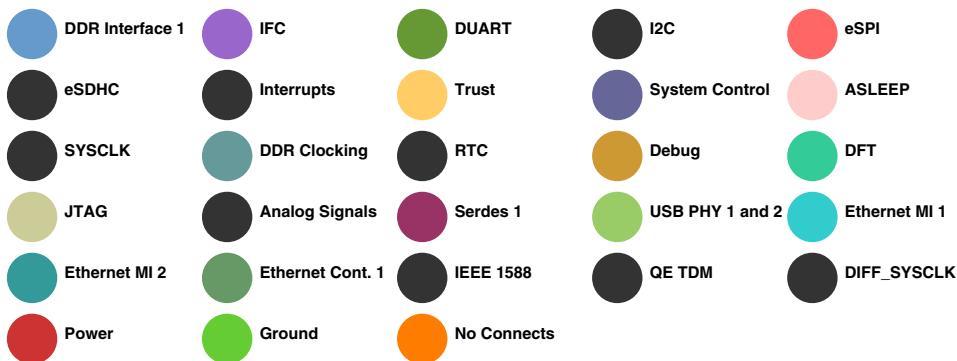 DDR Interface 1 IFC DUART I2C eSPI
eSDHC Interrupts Trust System Control ASLEEP
SYSCLK DDR Clocking RTC Debug DFT
JTAG Analog Signals Serdes 1 USB PHY 1 and 2 Ethernet MI 1
Ethernet MI 2 Ethernet Cont. 1 IEEE 1588 QE TDM DIFF_SYSCLK
Power Ground No Connects